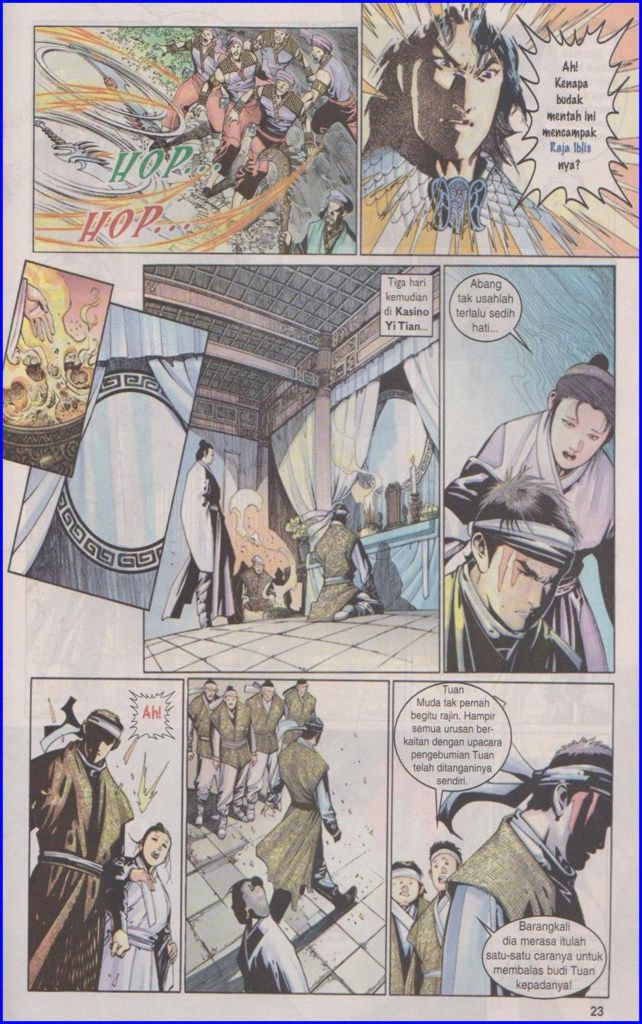 HOP...
HOP...
Ah!
Kenapa
budak
mentah ini
mencampak
Raja Iblis
nya?
Tiga hari
kemudian
di Kasino
Yi Tian...
Abang
tak usahlah
terlalu sedih
hati...
Ah!
Tuan
Muda tak pernah
begitu rajin. Hampir
semua urusan ber-
kaitan dengan upacara
pengebumian Tuan
telah ditanganinya
sendiri.
Barangkali
dia merasa itulah
satu-satu caranya untuk
membalas budi Tuan
kepadanya!
23